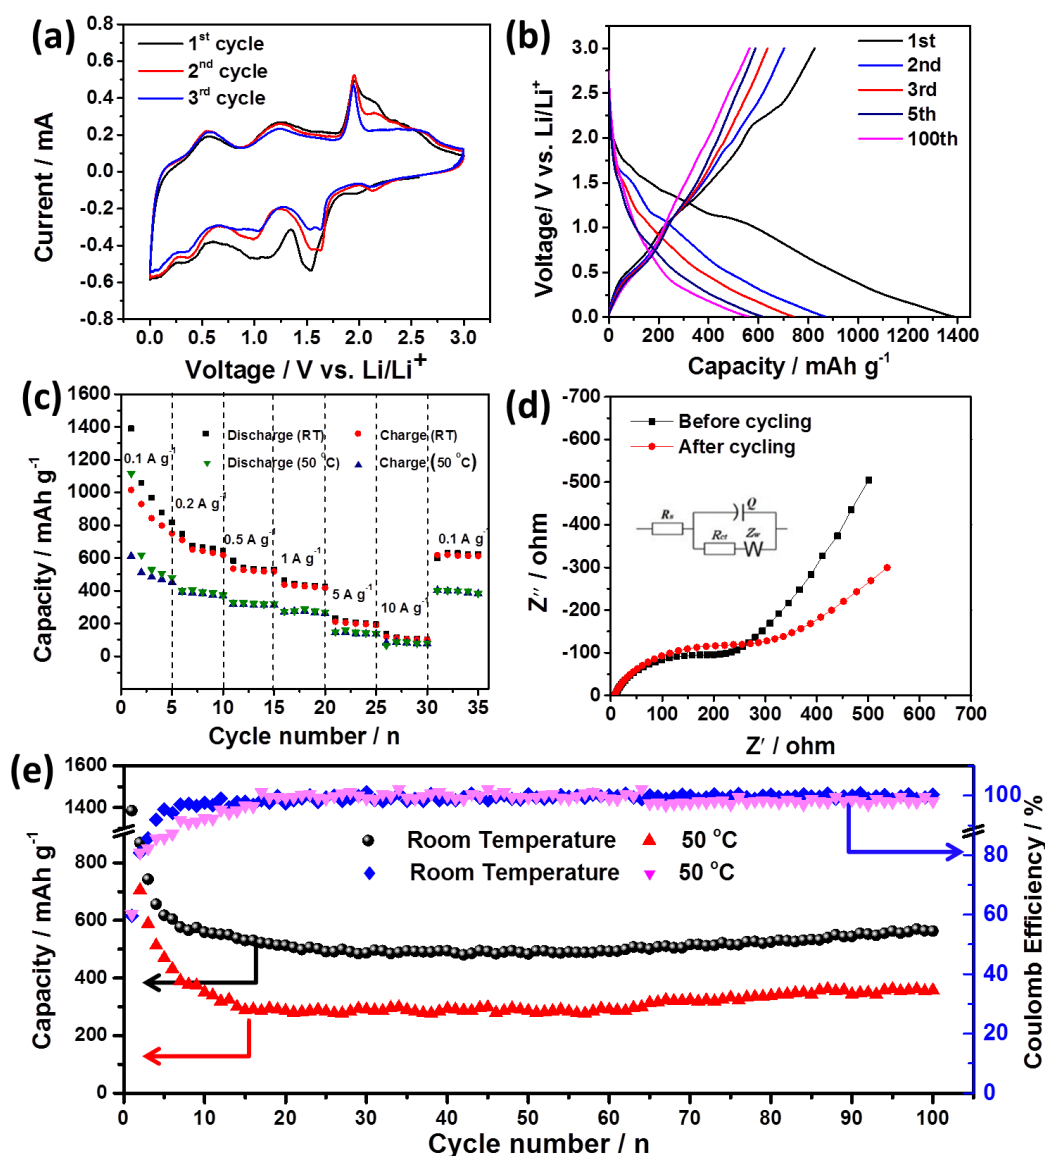 (a)
0.8
0.6
0.4
0.2
0.0
-0.2
-0.4
-0.6
-0.8
Current / mA
1st cycle
2nd cycle
3rd cycle
0.0 0.5 1.0 1.5 2.0 2.5 3.0
Voltage / V vs. Li/Li+
(b)
3.0
2.5
2.0
1.5
1.0
0.5
0.0
Voltage/ V vs. Li/Li+
1st
2nd
3rd
5th
100th
0 200 400 600 800 1000 1200 1400
Capacity / mAh g-1
(c)
1600
1400
1200
1000
800
600
400
200
0
Capacity / mAh g-1
Discharge (RT) Charge (RT)
Discharge (50 °C) Charge (50 °C)
0.1 A g-1
0.2 A g-1
0.5 A g-1
1 A g-1
5 A g-1
10 A g-1
0.1 A g-1
0 5 10 15 20 25 30 35
Cycle number / n
(d)
-700
-600
-500
-400
-300
-200
-100
0
Z'' / ohm
Before cycling
After cycling
Rs
Q
Rct
Zw
0 100 200 300 400 500 600 700
Z' / ohm
(e)
1600
1400
800
600
400
200
0
Capacity / mAh g-1
Room Temperature 50 °C
Room Temperature 50 °C
100
80
60
40
20
0
Coulomb Efficiency / %
0 10 20 30 40 50 60 70 80 90 100
Cycle number / n